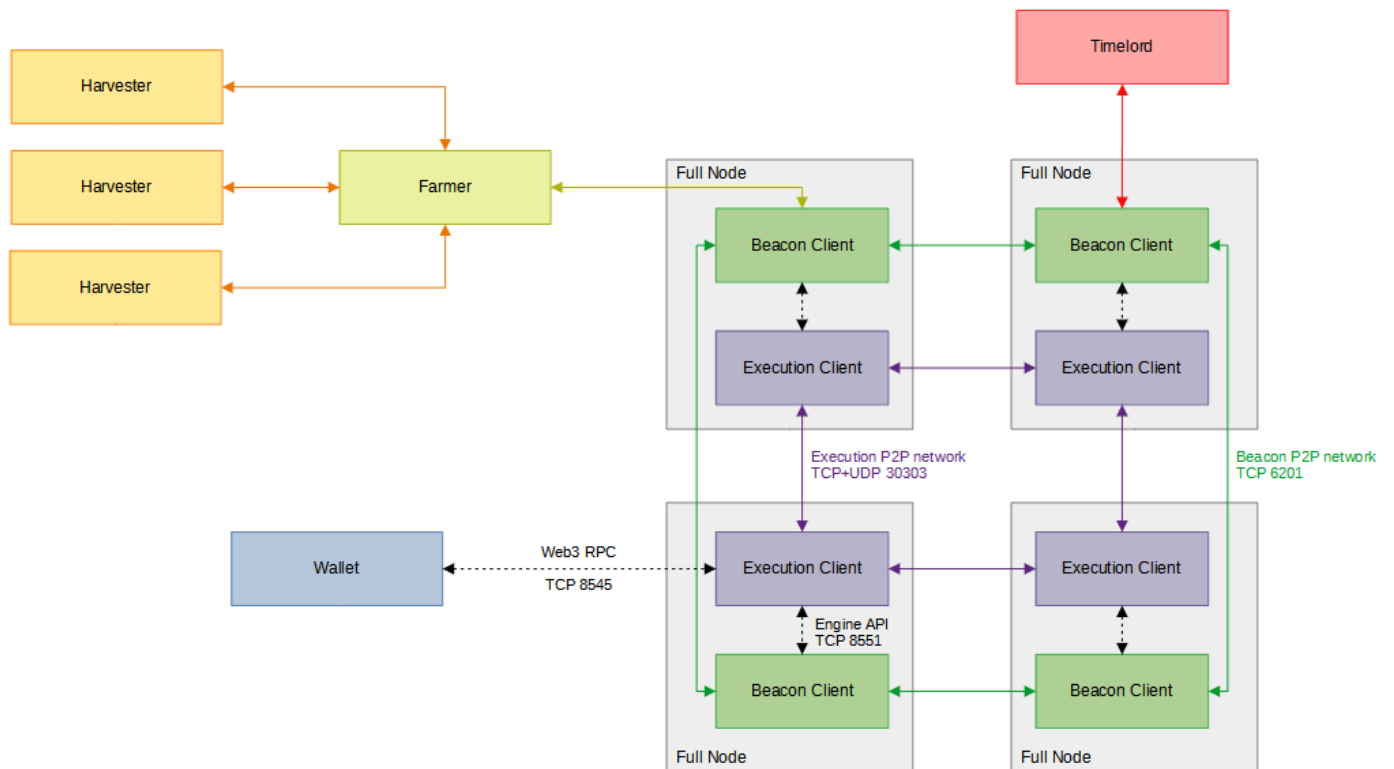 Timelord
Harvester
Full Node
Full Node
Harvester
Farmer
Beacon Client
Beacon Client
Harvester
Execution Client
Execution Client
Execution P2P network
TCP+UDP 30303
Beacon P2P network
TCP 6201
Web3 RPC
Wallet
TCP 8545
Execution Client
Execution Client
Engine API
TCP 8551
Beacon Client
Beacon Client
Full Node
Full Node